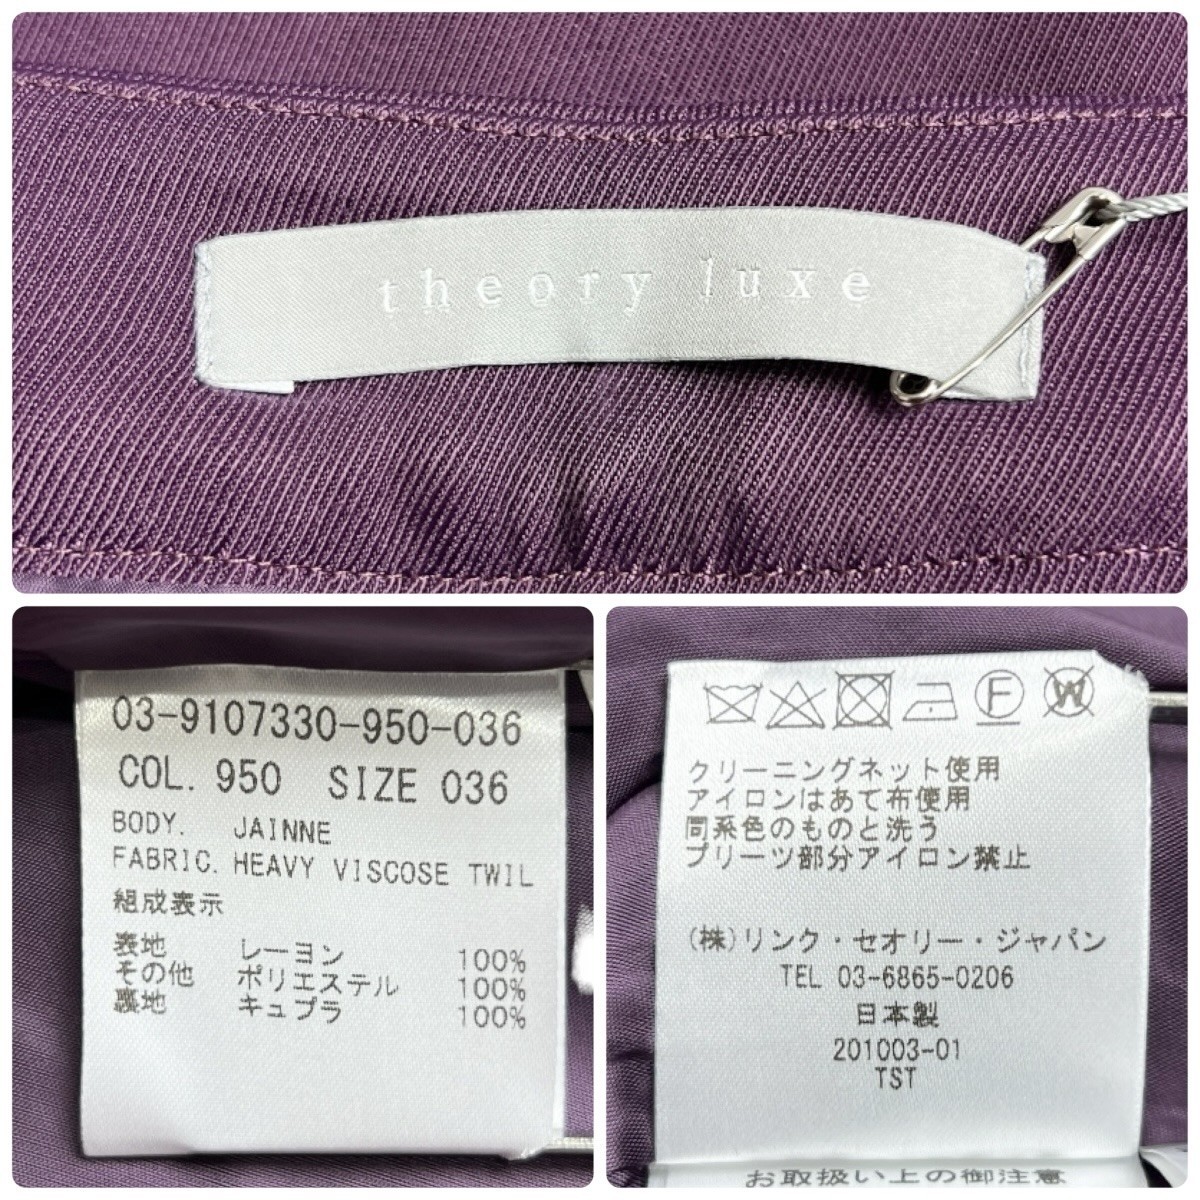 theory luxe
03-9107330-950-036
COL. 950 SIZE 036
BODY. JAINNE
FABRIC. HEAVY VISCOSE TWIL
組成表示
表地 レーヨン 100%
その他 ポリエステル 100%
裏地 キュプラ 100%
F W
クリーニングネット使用
アイロンはあて布使用
同系色のものと洗う
プリーツ部分アイロン禁止
(株)リンク・セオリー・ジャパン
TEL 03-6865-0206
日本製
201003-01
TST
お取扱い上の御注意